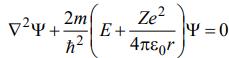 ∇²Ψ + 2m/ħ² (E + Ze²/4πε₀r) Ψ = 0